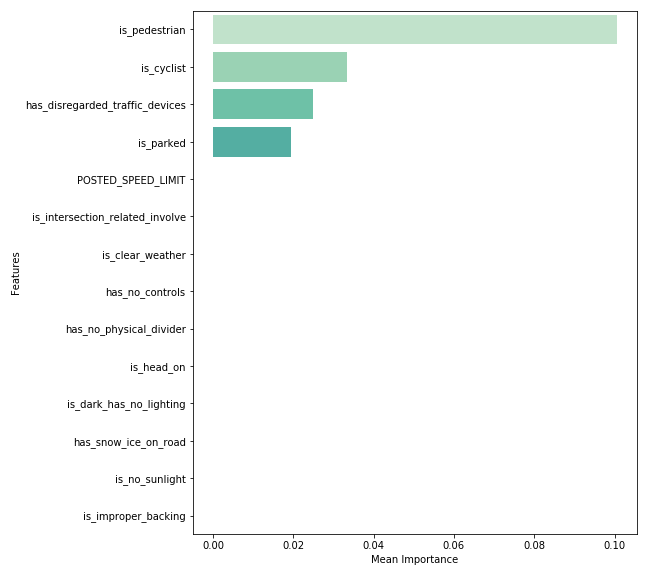 Features
is_pedestrian
is_cyclist
has_disregarded_traffic_devices
is_parked
POSTED_SPEED_LIMIT
is_intersection_related_involve
is_clear_weather
has_no_controls
has_no_physical_divider
is_head_on
is_dark_has_no_lighting
has_snow_ice_on_road
is_no_sunlight
is_improper_backing
0.00 0.02 0.04 0.06 0.08 0.10
Mean Importance